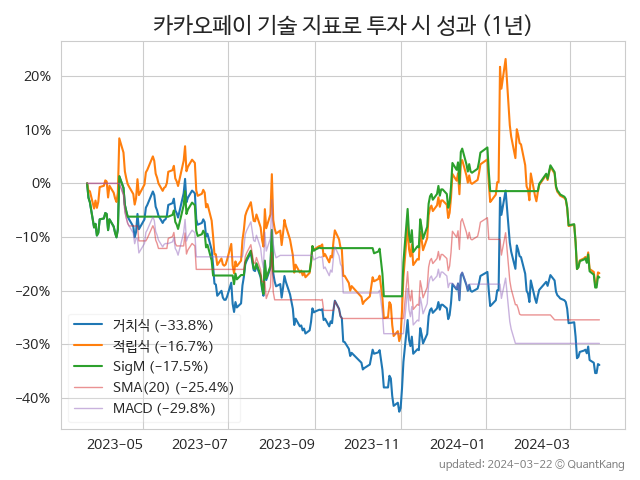 카카오페이 기술 지표로 투자 시 성과 (1년)
20%
10%
0%
−10%
−20%
−30%
−40%
거치식 (−33.8%)
적립식 (−16.7%)
SigM (−17.5%)
SMA(20) (−25.4%)
MACD (−29.8%)
2023−05
2023−07
2023−09
2023−11
2024−01
2024−03
updated: 2024−03−22 © QuantKang